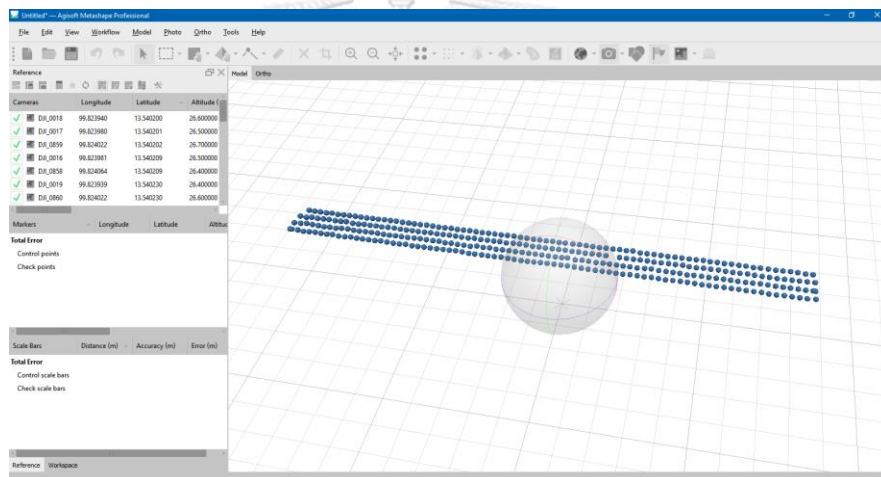 Untitled* — Agisoft Metashape Professional
File Edit View Workflow Model Photo Ortho Tools Help
Reference
Model Ortho
Cameras Longitude Latitude Altitude (
DJI_0018 99.823940 13.540200 26.600000
DJI_0017 99.823980 13.540201 26.500000
DJI_0859 99.824022 13.540202 26.700000
DJI_0016 99.823981 13.540209 26.500000
DJI_0858 99.824064 13.540209 26.400000
DJI_0019 99.823939 13.540230 26.400000
DJI_0860 99.824022 13.540230 26.600000
Markers Longitude Latitude Altitu
Total Error
Control points
Check points
Scale Bars Distance (m) Accuracy (m) Error (m)
Total Error
Control scale bars
Check scale bars
Reference Workspace